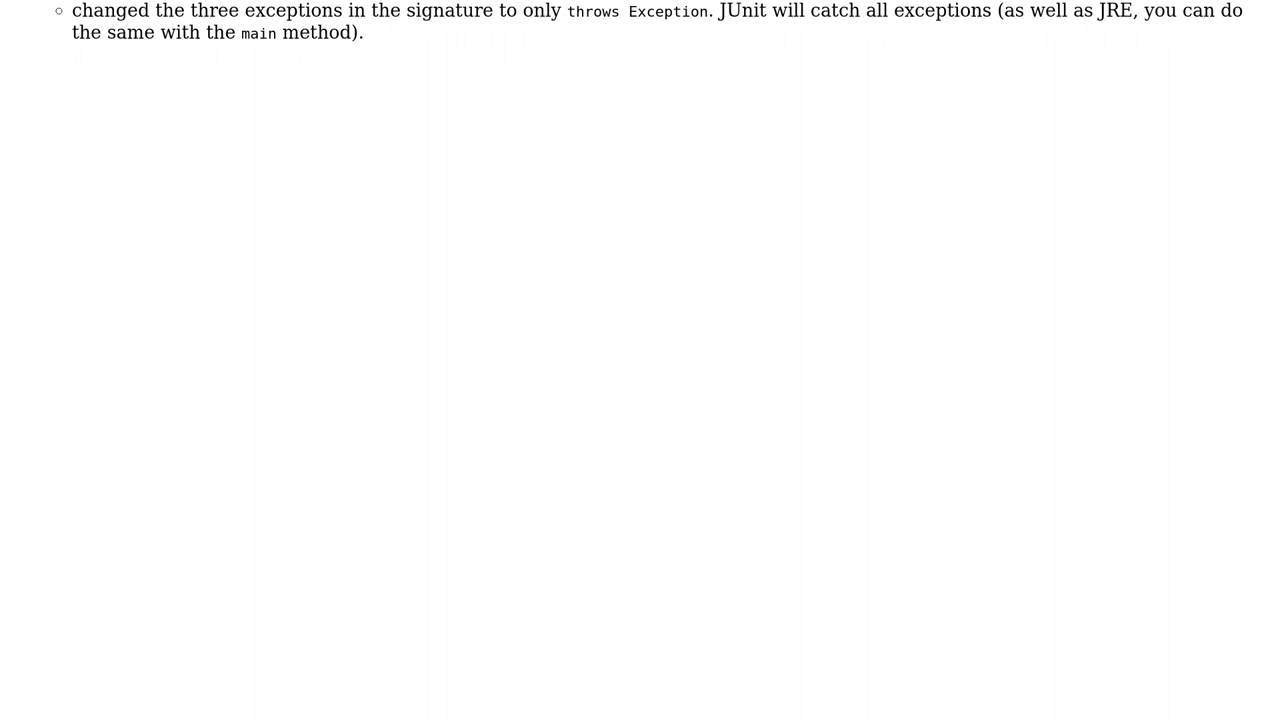 changed the three exceptions in the signature to only throws Exception. JUnit will catch all exceptions (as well as JRE, you can do
the same with the main method).